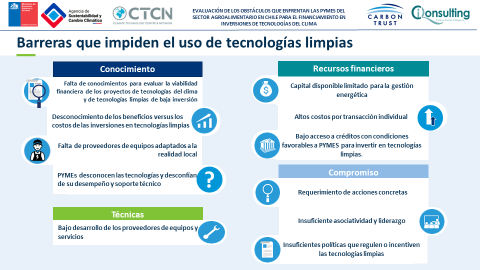 Agencia de
Sustentabilidad y
Cambio Climático
CTCN
EVALUACIÓN DE LOS OBSTÁCULOS QUE ENFRENTAN LAS PYMES DEL
SECTOR AGROALIMENTARIO EN CHILE PARA EL FINANCIAMIENTO EN
INVERSIONES DE TECNOLOGÍAS DEL CLIMA
CARBON
TRUST
iConsulting
Barreras que impiden el uso de tecnologías limpias
Conocimiento
Falta de conocimientos para evaluar la viabilidad
financiera de los proyectos de tecnologías del clima
y de tecnologías limpias de baja inversión
Desconocimiento de los beneficios versus los
costos de las inversiones en tecnologías limpias
Falta de proveedores de equipos adaptados a la
realidad local
PYMEs desconocen las tecnologías y desconfían
de su desempeño y soporte técnico
Técnicas
Bajo desarrollo de los proveedores de equipos y
servicios
Recursos financieros
Capital disponible limitado para la gestión
energética
Altos costos por transacción individual
Bajo acceso a créditos con condiciones
favorables a PYMES para invertir en tecnologías
limpias.
Compromiso
Requerimiento de acciones concretas
Insuficiente asociatividad y liderazgo
Insuficientes políticas que regulen o incentiven
las tecnologías limpias